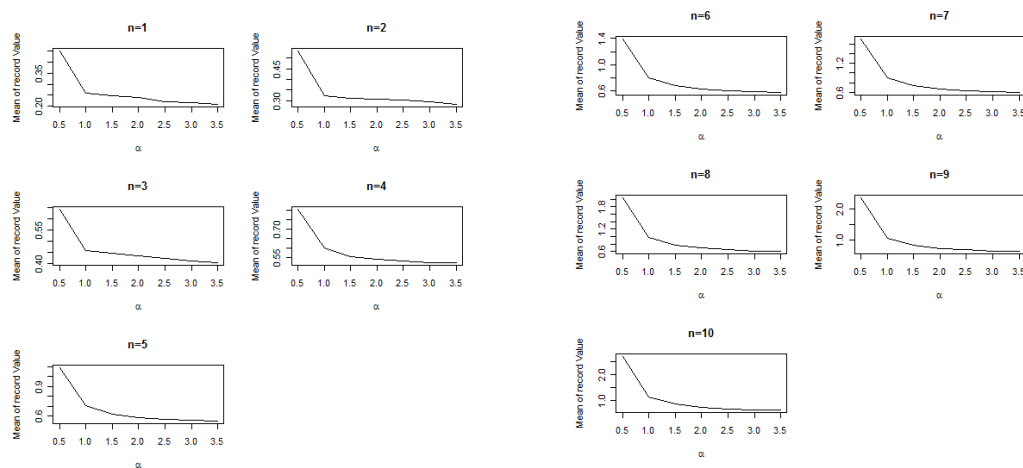 n=1
Mean of record Value
0.20 0.35
0.5 1.0 1.5 2.0 2.5 3.0 3.5
α
n=2
Mean of record Value
0.30 0.45
0.5 1.0 1.5 2.0 2.5 3.0 3.5
α
n=3
Mean of record Value
0.40 0.55
0.5 1.0 1.5 2.0 2.5 3.0 3.5
α
n=4
Mean of record Value
0.55 0.70
0.5 1.0 1.5 2.0 2.5 3.0 3.5
α
n=5
Mean of record Value
0.6 0.9
0.5 1.0 1.5 2.0 2.5 3.0 3.5
α
n=6
Mean of record Value
0.6 1.0 1.4
0.5 1.0 1.5 2.0 2.5 3.0 3.5
α
n=7
Mean of record Value
0.6 1.2
0.5 1.0 1.5 2.0 2.5 3.0 3.5
α
n=8
Mean of record Value
0.6 1.2 1.8
0.5 1.0 1.5 2.0 2.5 3.0 3.5
α
n=9
Mean of record Value
1.0 2.0
0.5 1.0 1.5 2.0 2.5 3.0 3.5
α
n=10
Mean of record Value
1.0 2.0
0.5 1.0 1.5 2.0 2.5 3.0 3.5
α